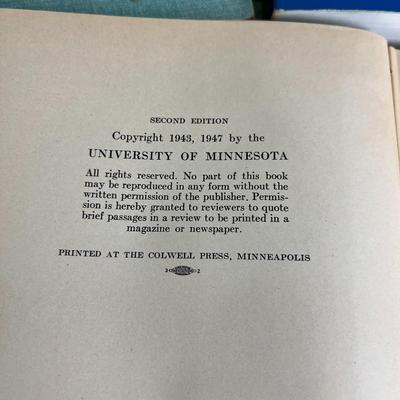 SECOND EDITION
Copyright 1943, 1947 by the
UNIVERSITY OF MINNESOTA
All rights reserved. No part of this book
may be reproduced in any form without the
written permission of the publisher. Permis-
sion is hereby granted to reviewers to quote
brief passages in a review to be printed in a
magazine or newspaper.
PRINTED AT THE COLWELL PRESS, MINNEAPOLIS